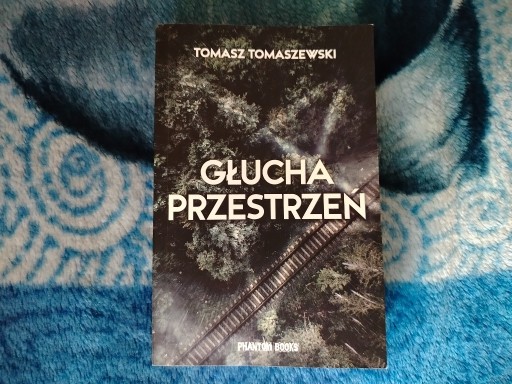 TOMASZ TOMASZEWSKI
GŁUCHA
PRZESTRZEŃ
PHANTOM BOOKS